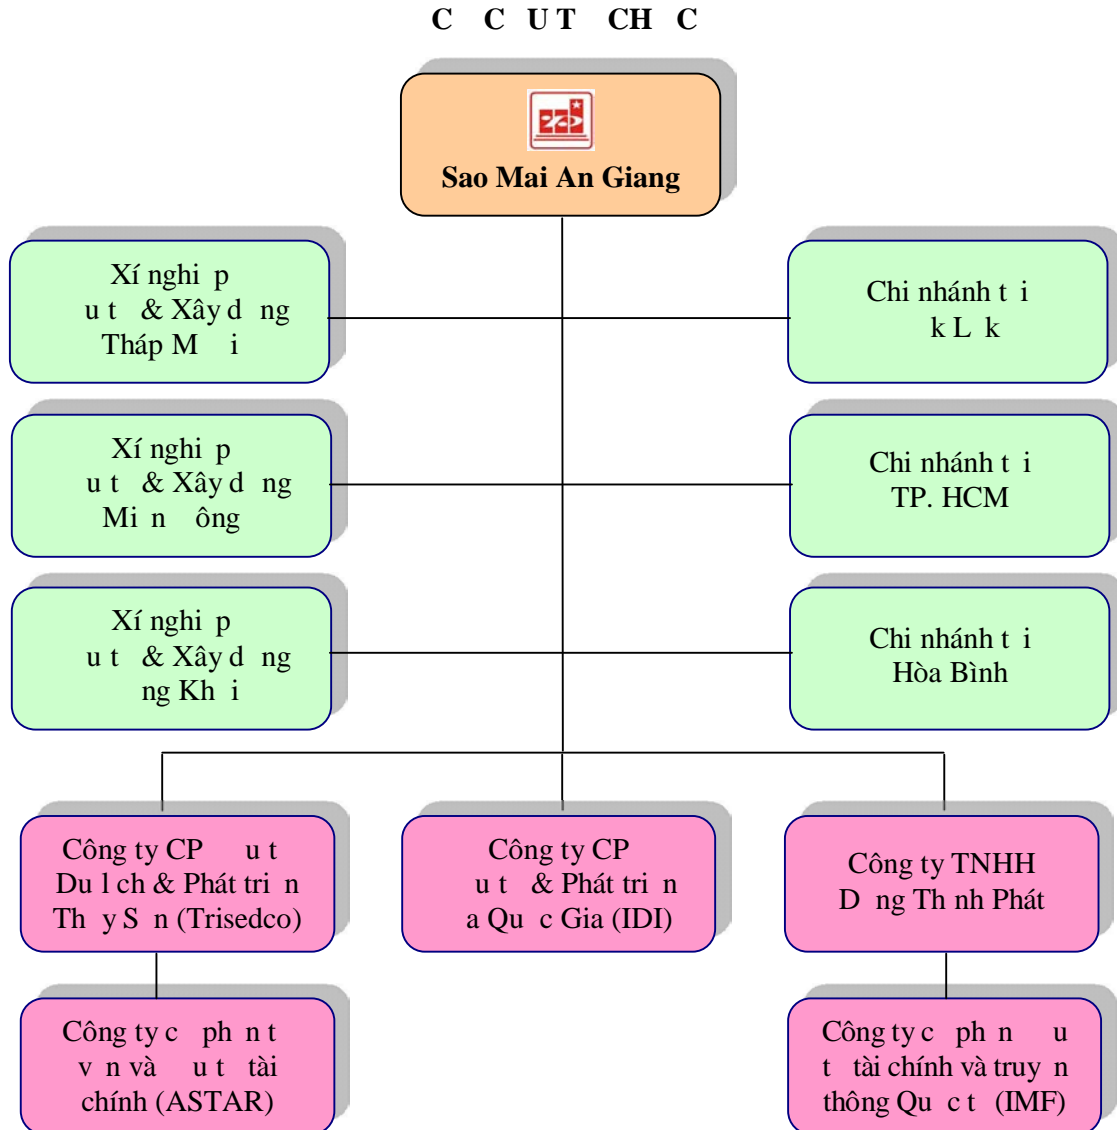 C C U T CH C
Sao Mai An Giang
Xí nghi p
u t & Xây d ng
Tháp M i
Chi nhánh t i
k L k
Xí nghi p
u t & Xây d ng
Mi n ông
Chi nhánh t i
TP. HCM
Xí nghi p
u t & Xây d ng
ng Kh i
Chi nhánh t i
Hòa Bình
Công ty CP u t
Du l ch & Phát tri n
Th y S n (Trisedco)
Công ty CP
u t & Phát tri n
a Qu c Gia (IDI)
Công ty TNHH
D ng Th nh Phát
Công ty c ph n t
v n và u t tài
chính (ASTAR)
Công ty c ph n u
t tài chính và truy n
thông Qu c t (IMF)